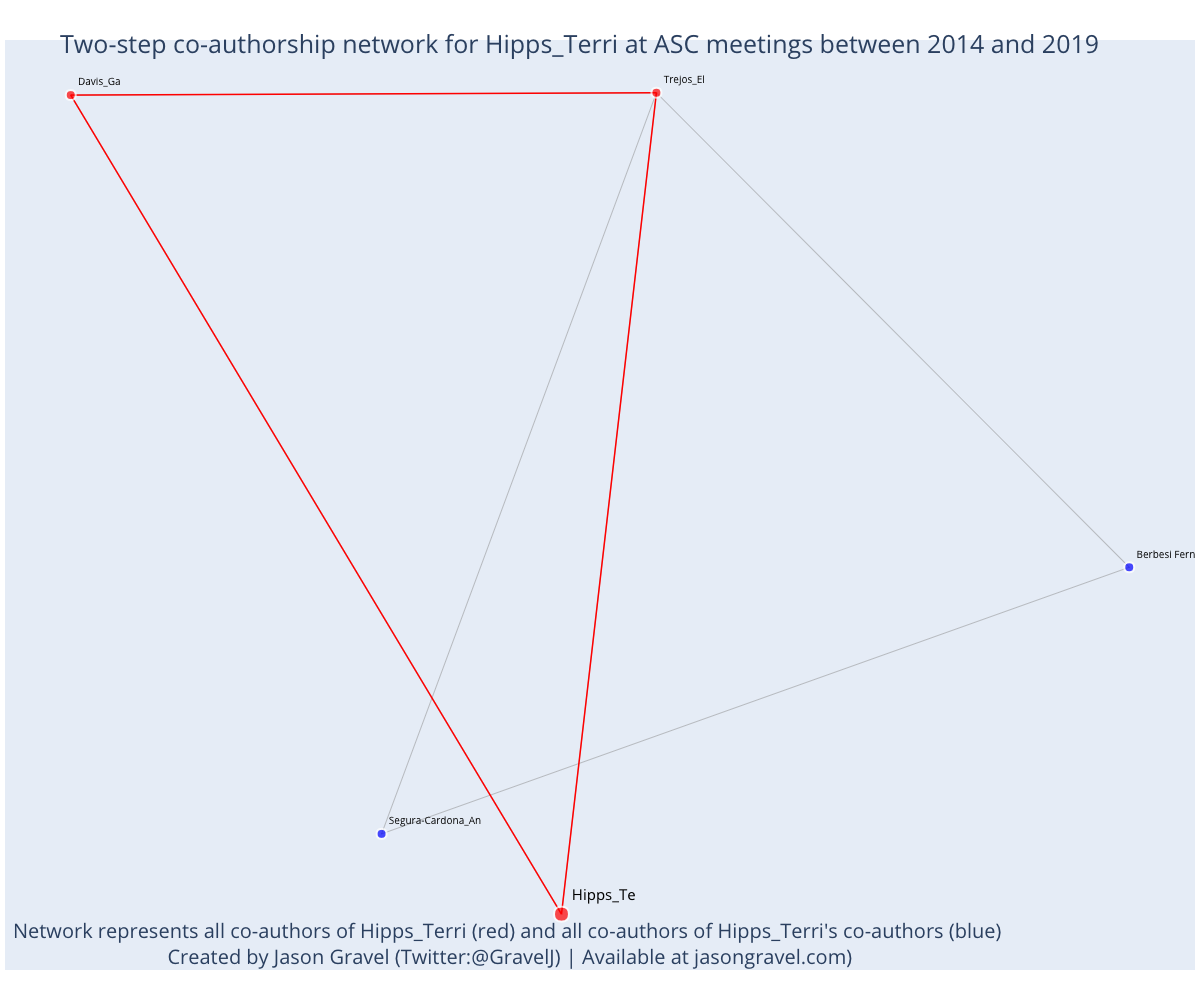 Two-step co-authorship network for Hipps_Terri at ASC meetings between 2014 and 2019
Davis_Ga
Trejos_El
Berbesi Fern
Segura-Cardona_An
Hipps_Te
Network represents all co-authors of Hipps_Terri (red) and all co-authors of Hipps_Terri's co-authors (blue)
Created by Jason Gravel (Twitter:@GravelJ) | Available at jasongravel.com)